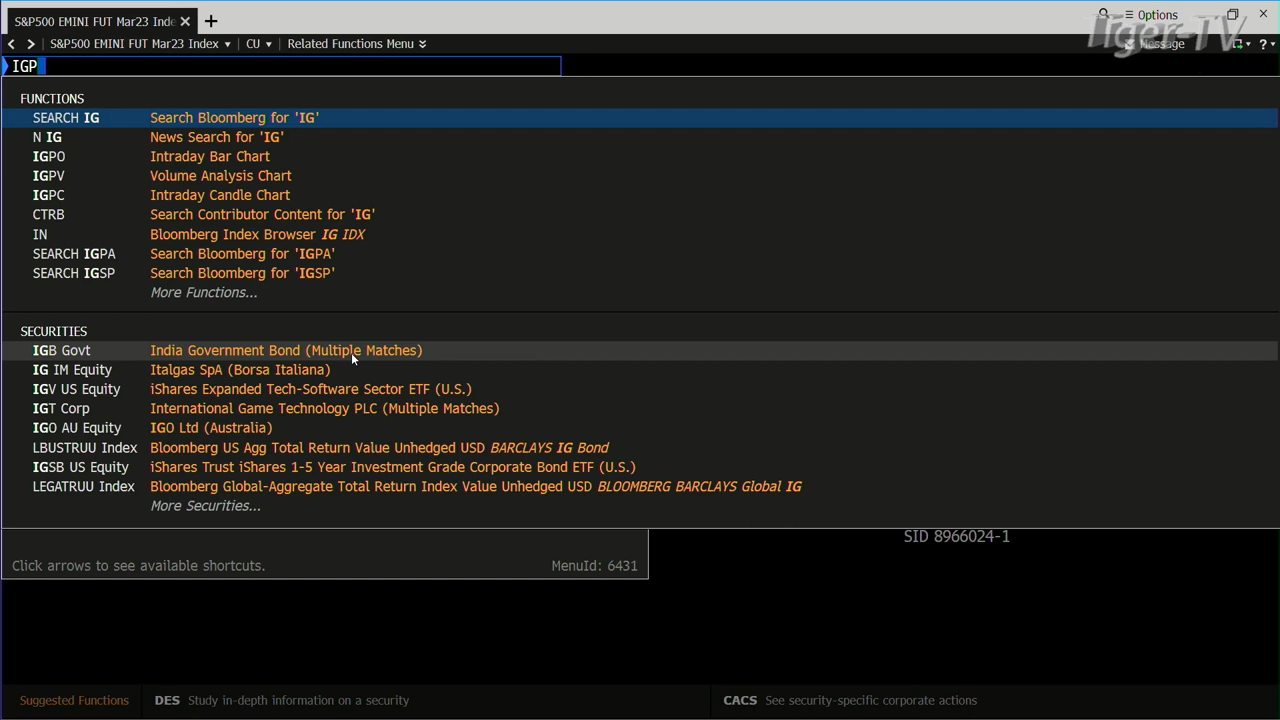 S&P500 EMINI FUT Mar23 Inde
Options
Tiger-TV
S&P500 EMINI FUT Mar23 Index CU Related Functions Menu Message
IGP
FUNCTIONS
SEARCH IG Search Bloomberg for 'IG'
N IG News Search for 'IG'
IGPO Intraday Bar Chart
IGPV Volume Analysis Chart
IGPC Intraday Candle Chart
CTRB Search Contributor Content for 'IG'
IN Bloomberg Index Browser IG IDX
SEARCH IGPA Search Bloomberg for 'IGPA'
SEARCH IGSP Search Bloomberg for 'IGSP'
More Functions...
SECURITIES
IGB Govt India Government Bond (Multiple Matches)
IG IM Equity Italgas SpA (Borsa Italiana)
IGV US Equity iShares Expanded Tech-Software Sector ETF (U.S.)
IGT Corp International Game Technology PLC (Multiple Matches)
IGO AU Equity IGO Ltd (Australia)
LBUSTRUU Index Bloomberg US Agg Total Return Value Unhedged USD BARCLAYS IG Bond
IGSB US Equity iShares Trust iShares 1-5 Year Investment Grade Corporate Bond ETF (U.S.)
LEGATRUU Index Bloomberg Global-Aggregate Total Return Index Value Unhedged USD BLOOMBERG BARCLAYS Global IG
More Securities...
SID 8966024-1
Click arrows to see available shortcuts. MenuId: 6431
Suggested Functions DES Study in-depth information on a security CACS See security-specific corporate actions